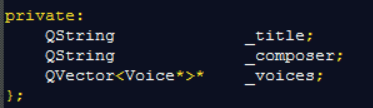 private:
    QString             _title;
    QString             _composer;
    QVector<Voice*>*    _voices;
};